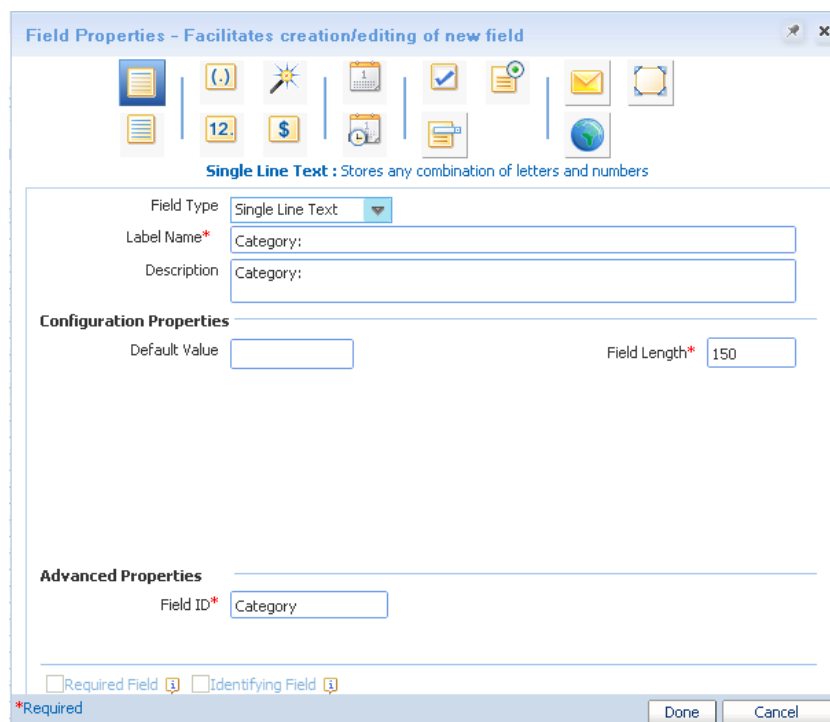 Field Properties - Facilitates creation/editing of new field
(.)
1
12.
$
Single Line Text : Stores any combination of letters and numbers
Field Type Single Line Text
Label Name* Category:
Description Category:
Configuration Properties
Default Value Field Length* 150
Advanced Properties
Field ID* Category
Required Field i Identifying Field i
*Required Done Cancel